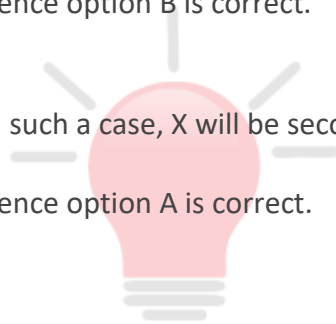 ence option B is correct.
such a case, X will be seco
ence option A is correct.